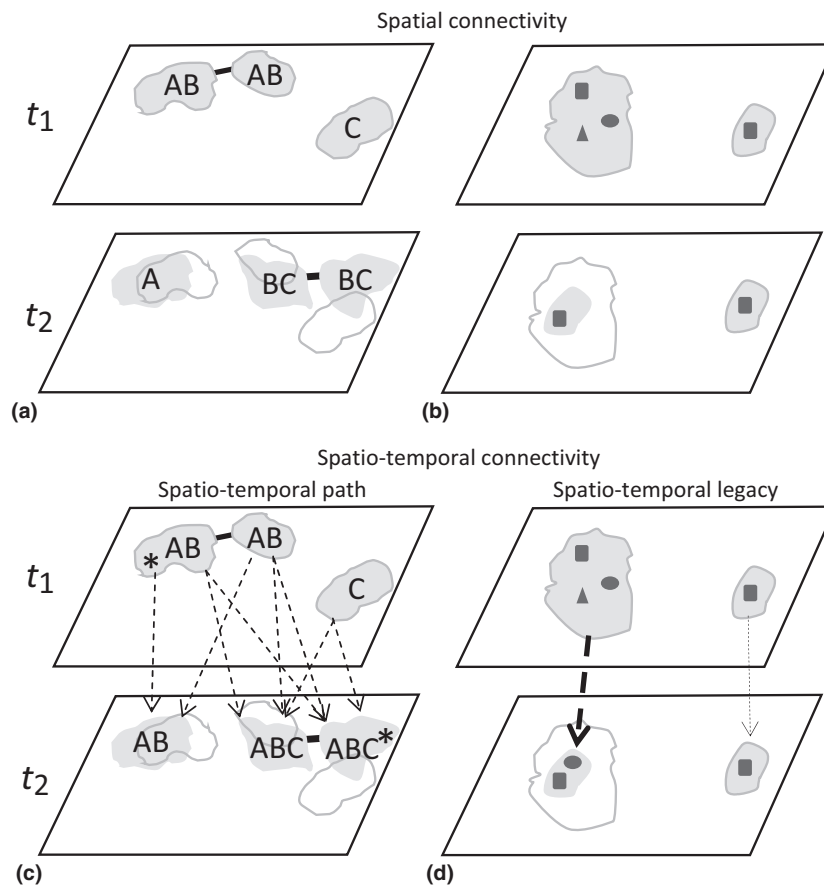 Spatial connectivity
t1
AB AB
C
t2
A BC BC
(a) (b)
Spatio-temporal connectivity
Spatio-temporal path Spatio-temporal legacy
t1
* AB AB
C
t2
AB ABC ABC*
(c) (d)